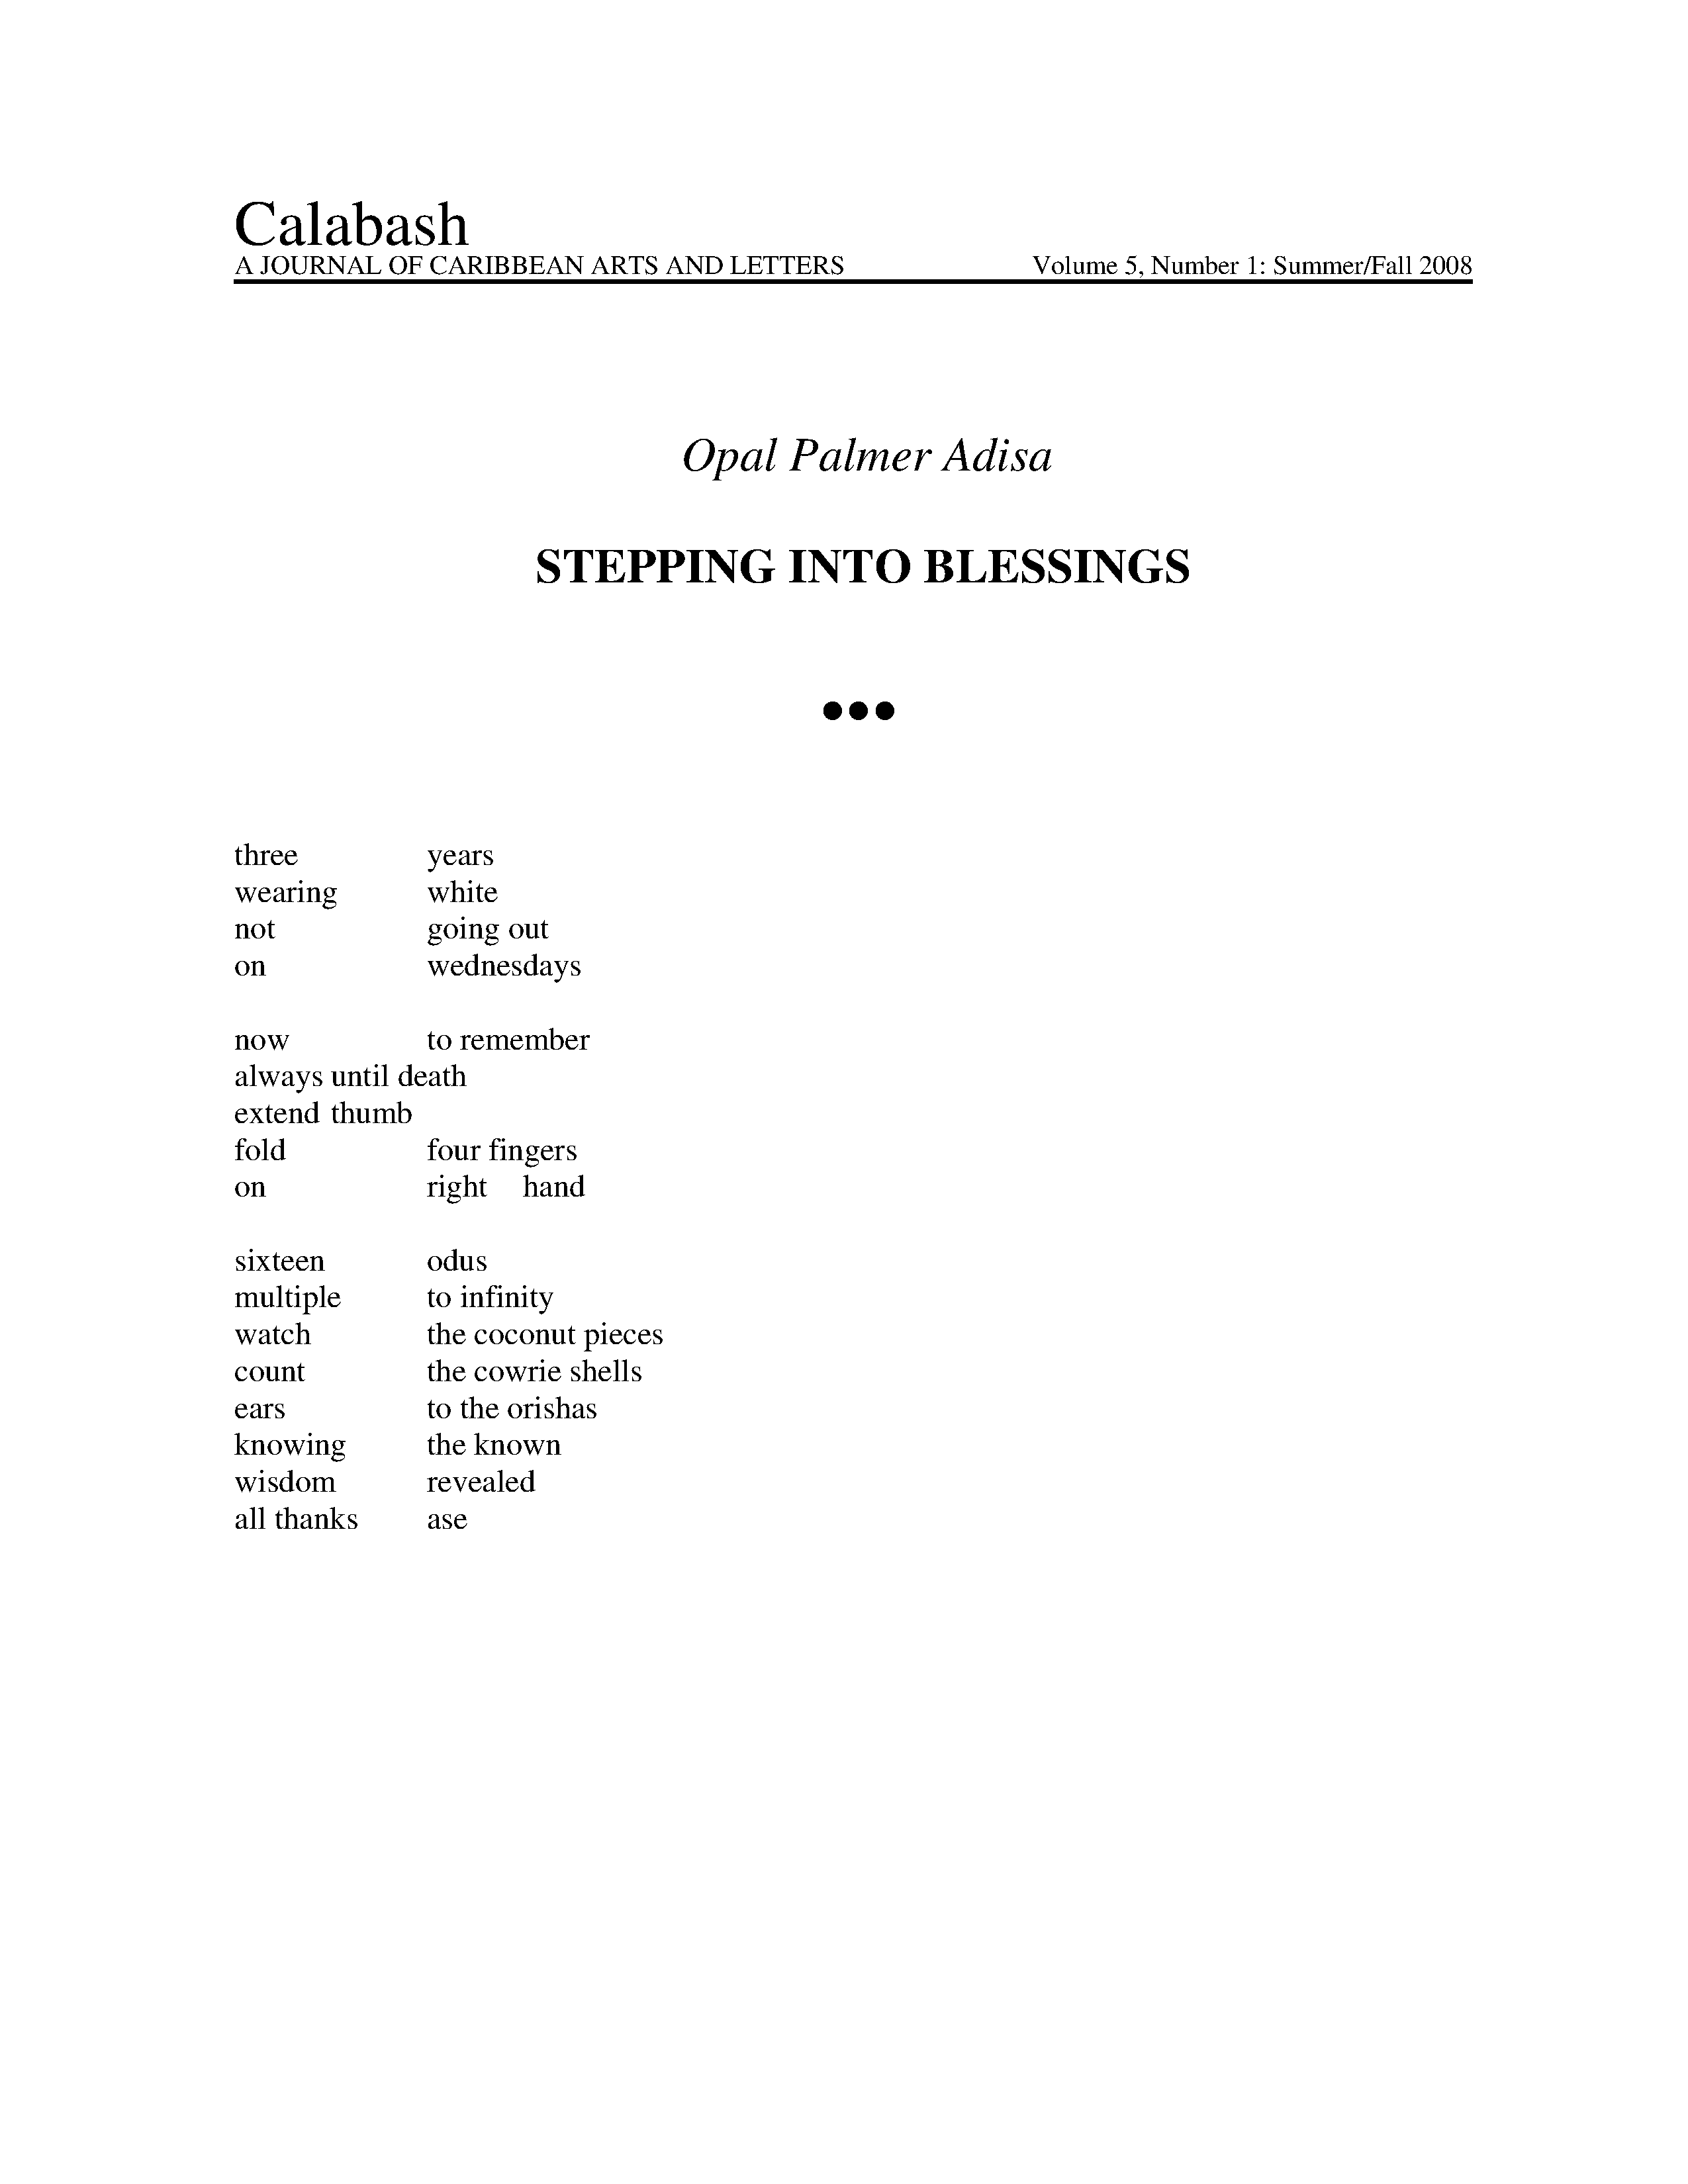 Calabash
A JOURNAL OF CARIBBEAN ARTS AND LETTERS Volume 5, Number 1: Summer/Fall 2008
Opal Palmer Adisa
STEPPING INTO BLESSINGS
●●●
three years
wearing white
not going out
on wednesdays
now to remember
always until death
extend thumb
fold four fingers
on right hand
sixteen odus
multiple to infinity
watch the coconut pieces
count the cowrie shells
ears to the orishas
knowing the known
wisdom revealed
all thanks ase